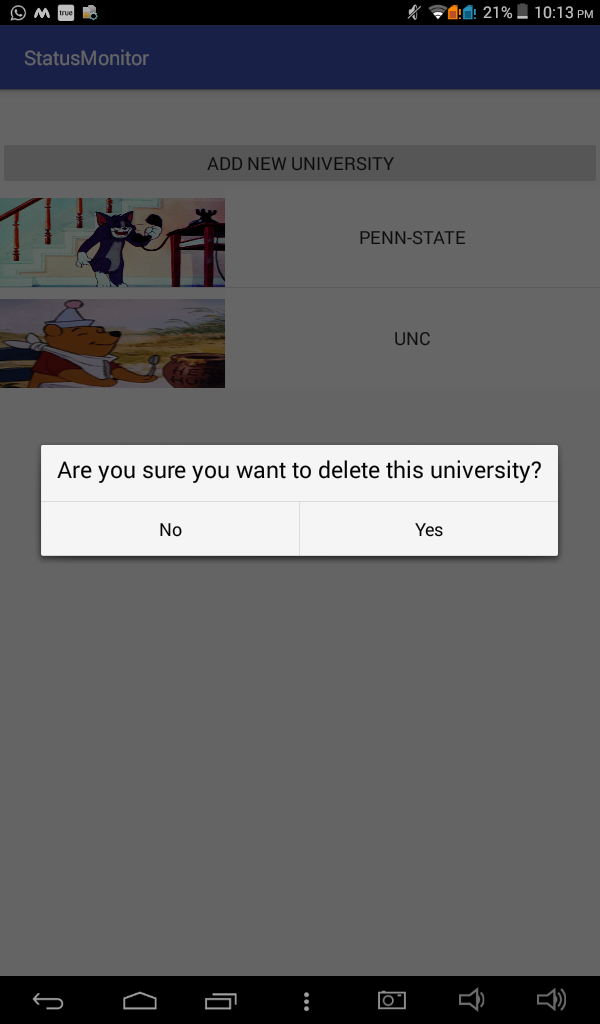 true 21% 10:13 PM
StatusMonitor
ADD NEW UNIVERSITY
PENN-STATE
UNC
Are you sure you want to delete this university?
No
Yes